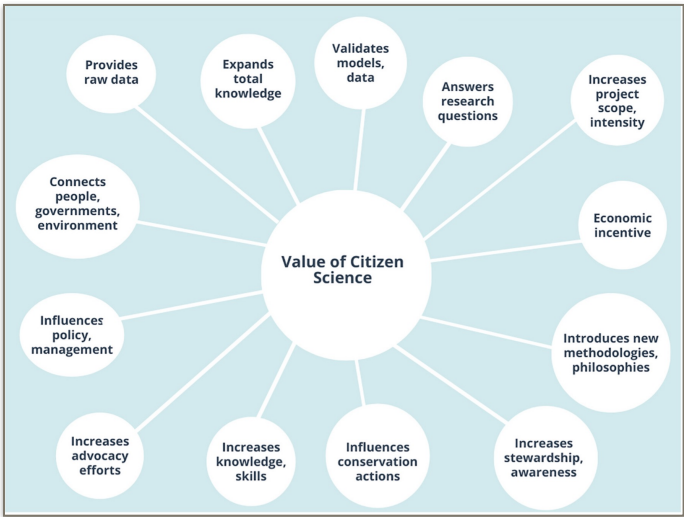 Provides
raw data
Expands
total
knowledge
Validates
models,
data
Answers
research
questions
Increases
project
scope,
intensity
Connects
people,
governments,
environment
Value of Citizen
Science
Economic
incentive
Influences
policy,
management
Introduces new
methodologies,
philosophies
Increases
advocacy
efforts
Increases
knowledge,
skills
Influences
conservation
actions
Increases
stewardship,
awareness